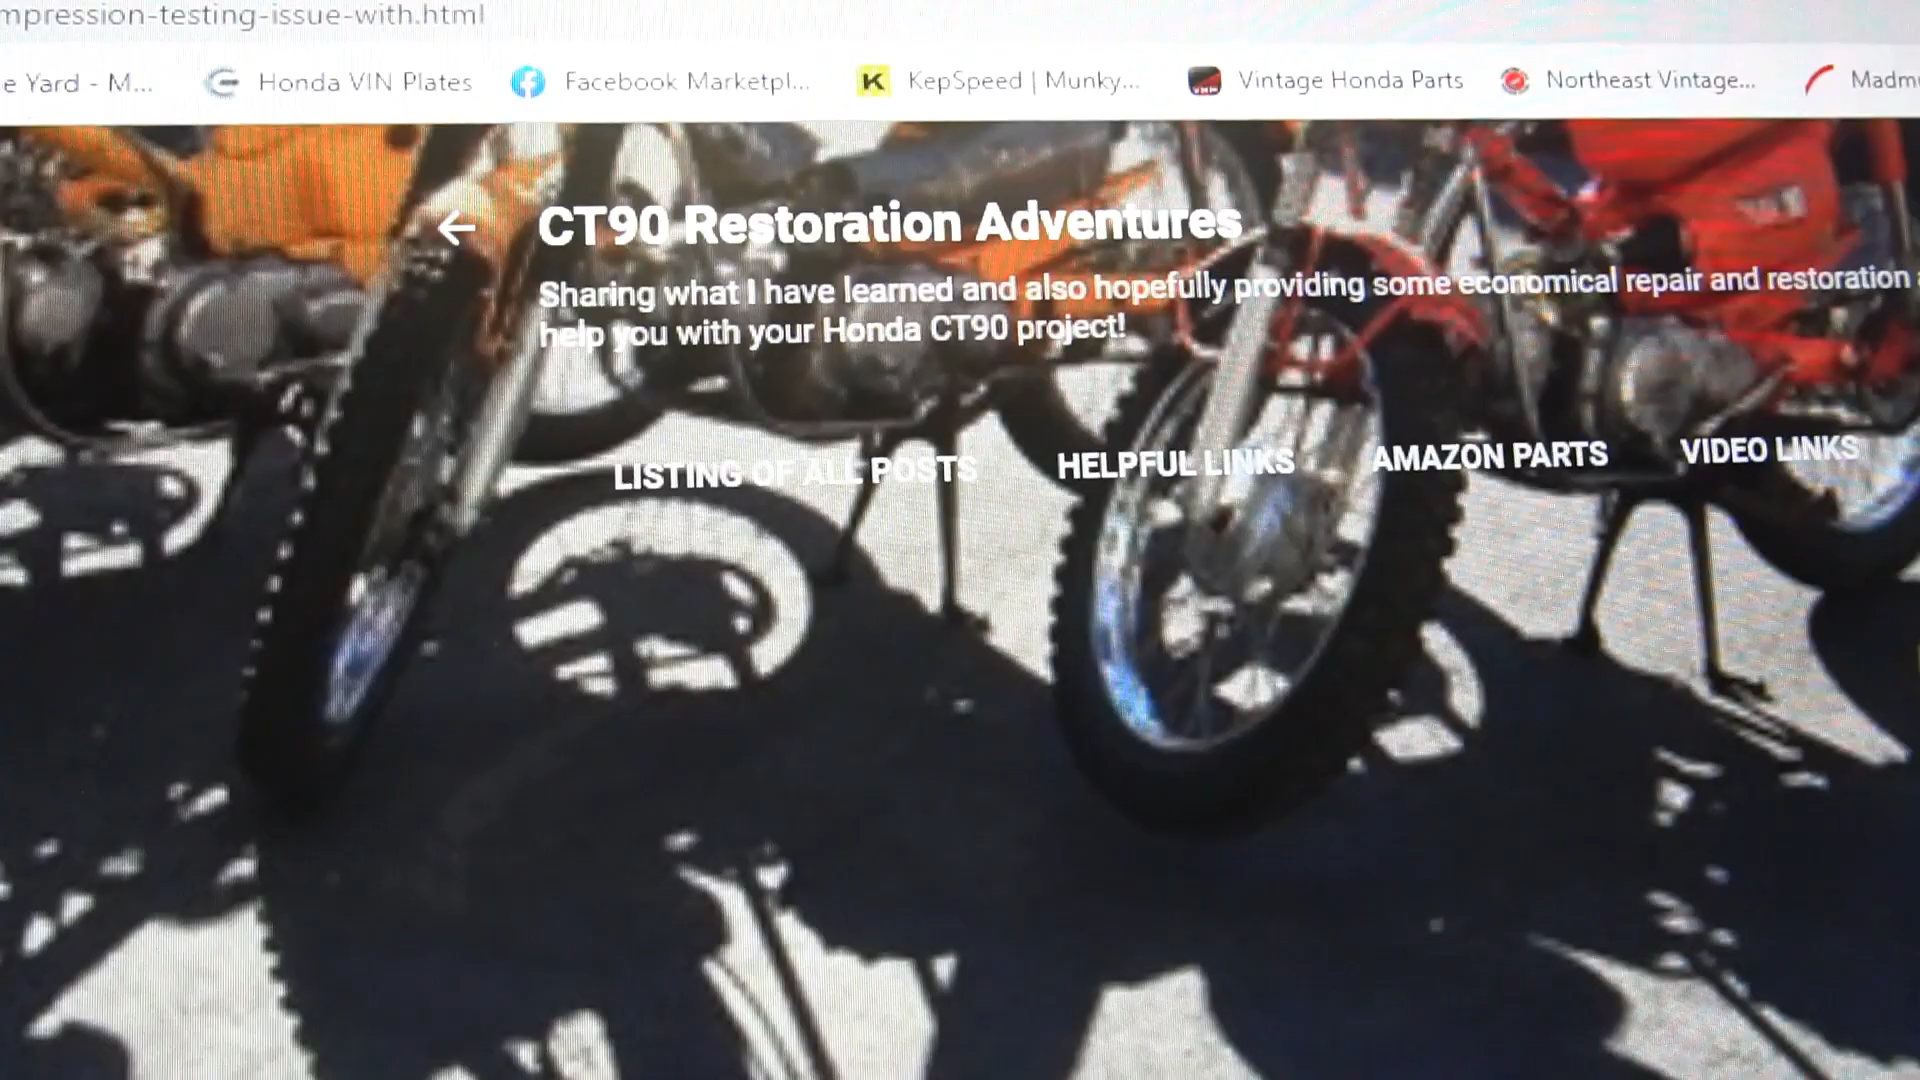 mpression-testing-issue-with.html
e Yard - M... Honda VIN Plates Facebook Marketpl... K KepSpeed | Munky... Vintage Honda Parts Northeast Vintage... Madm
CT90 Restoration Adventures
Sharing what I have learned and also hopefully providing some economical repair and restoration
help you with your Honda CT90 project!
LISTING OF ALL POSTS HELPFUL LINKS AMAZON PARTS VIDEO LINKS